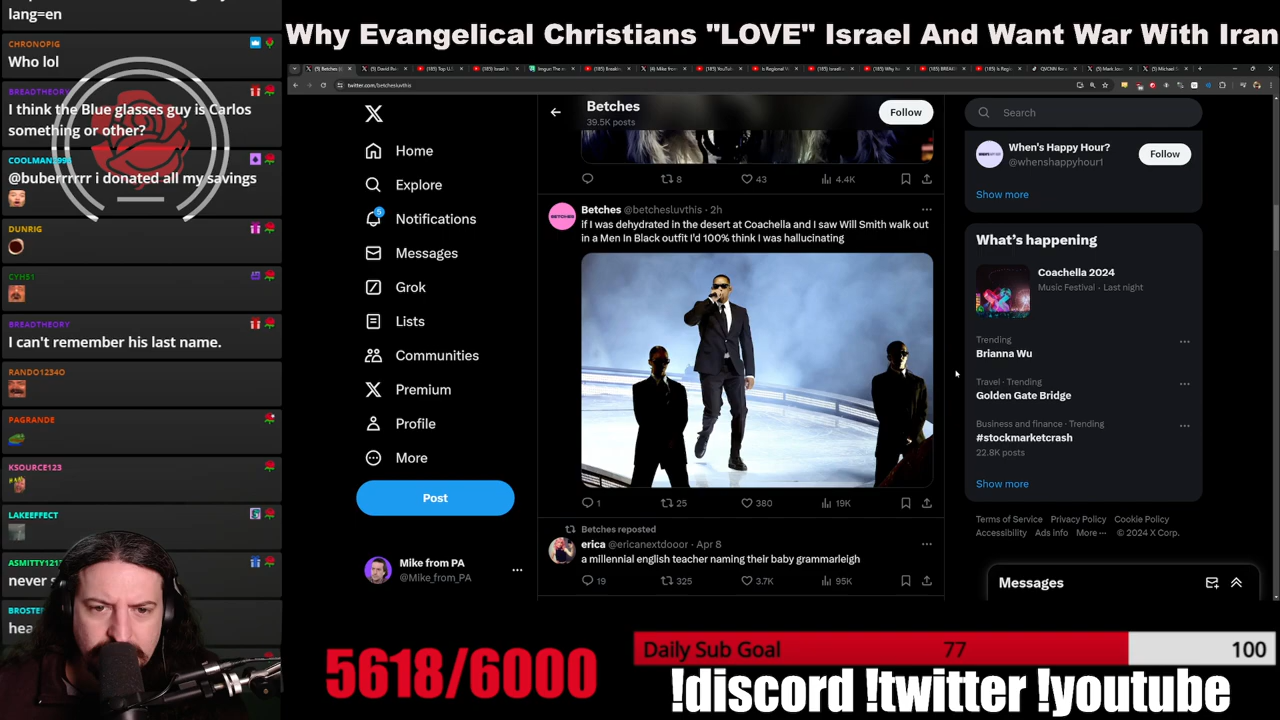 lang=en
CHRONOPIG
Who lol
BREADTHEORY
I think the Blue glasses guy is Carlos
something or other?
COOLMAN
@buberrrrrr i donated all my savings
DUNRIG
CYH51
BREADTHEORY
I can't remember his last name.
RANDO1234O
PAGRANDE
KSOURCE123
LAKEEFFECT
ASMITTY121
never s
BROSTE
hea
Why Evangelical Christians "LOVE" Israel And Want War With Iran
twitter.com/betchesluvthis
Home
Explore
5
Notifications
Messages
Grok
Lists
Communities
Premium
Profile
More
Post
Mike from PA
@Mike_from_PA
Betches
39.5K posts
Follow
8 43 4.4K
Betches @betchesluvthis · 2h
if I was dehydrated in the desert at Coachella and I saw Will Smith walk out
in a Men In Black outfit I'd 100% think I was hallucinating
1 25 380 19K
Betches reposted
erica @ericanextdooor · Apr 8
a millennial english teacher naming their baby grammarleigh
19 325 3.7K 95K
Search
When's Happy Hour?
@whenshappyhour1
Follow
Show more
What's happening
Coachella 2024
Music Festival · Last night
Trending
Brianna Wu
Travel · Trending
Golden Gate Bridge
Business and finance · Trending
#stockmarketcrash
22.8K posts
Show more
Terms of Service Privacy Policy Cookie Policy
Accessibility Ads info More ··· © 2024 X Corp.
Messages
5618/6000
Daily Sub Goal 77 100
!discord !twitter !youtube